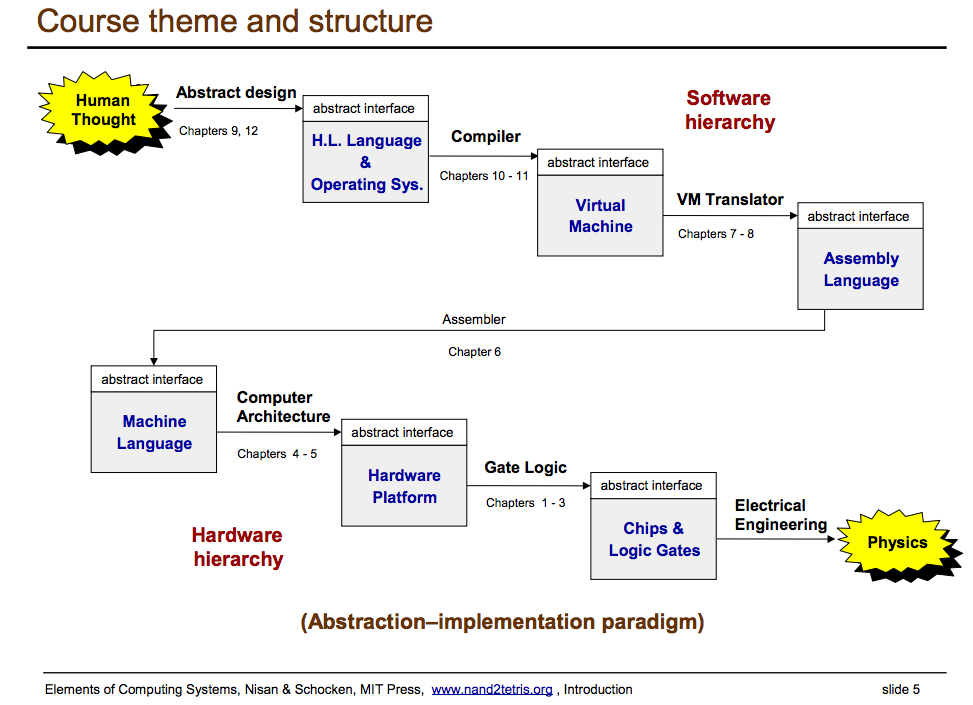 Course theme and structure
Human
Thought
Abstract design
Chapters 9, 12
abstract interface
H.L. Language
&
Operating Sys.
Compiler
Chapters 10 - 11
abstract interface
Virtual
Machine
Software
hierarchy
VM Translator
Chapters 7 - 8
abstract interface
Assembly
Language
Assembler
Chapter 6
abstract interface
Machine
Language
Computer
Architecture
Chapters 4 - 5
abstract interface
Hardware
Platform
Gate Logic
Chapters 1 - 3
abstract interface
Chips &
Logic Gates
Electrical
Engineering
Physics
Hardware
hierarchy
(Abstraction–implementation paradigm)
Elements of Computing Systems, Nisan & Schocken, MIT Press, www.nand2tetris.org , Introduction
slide 5